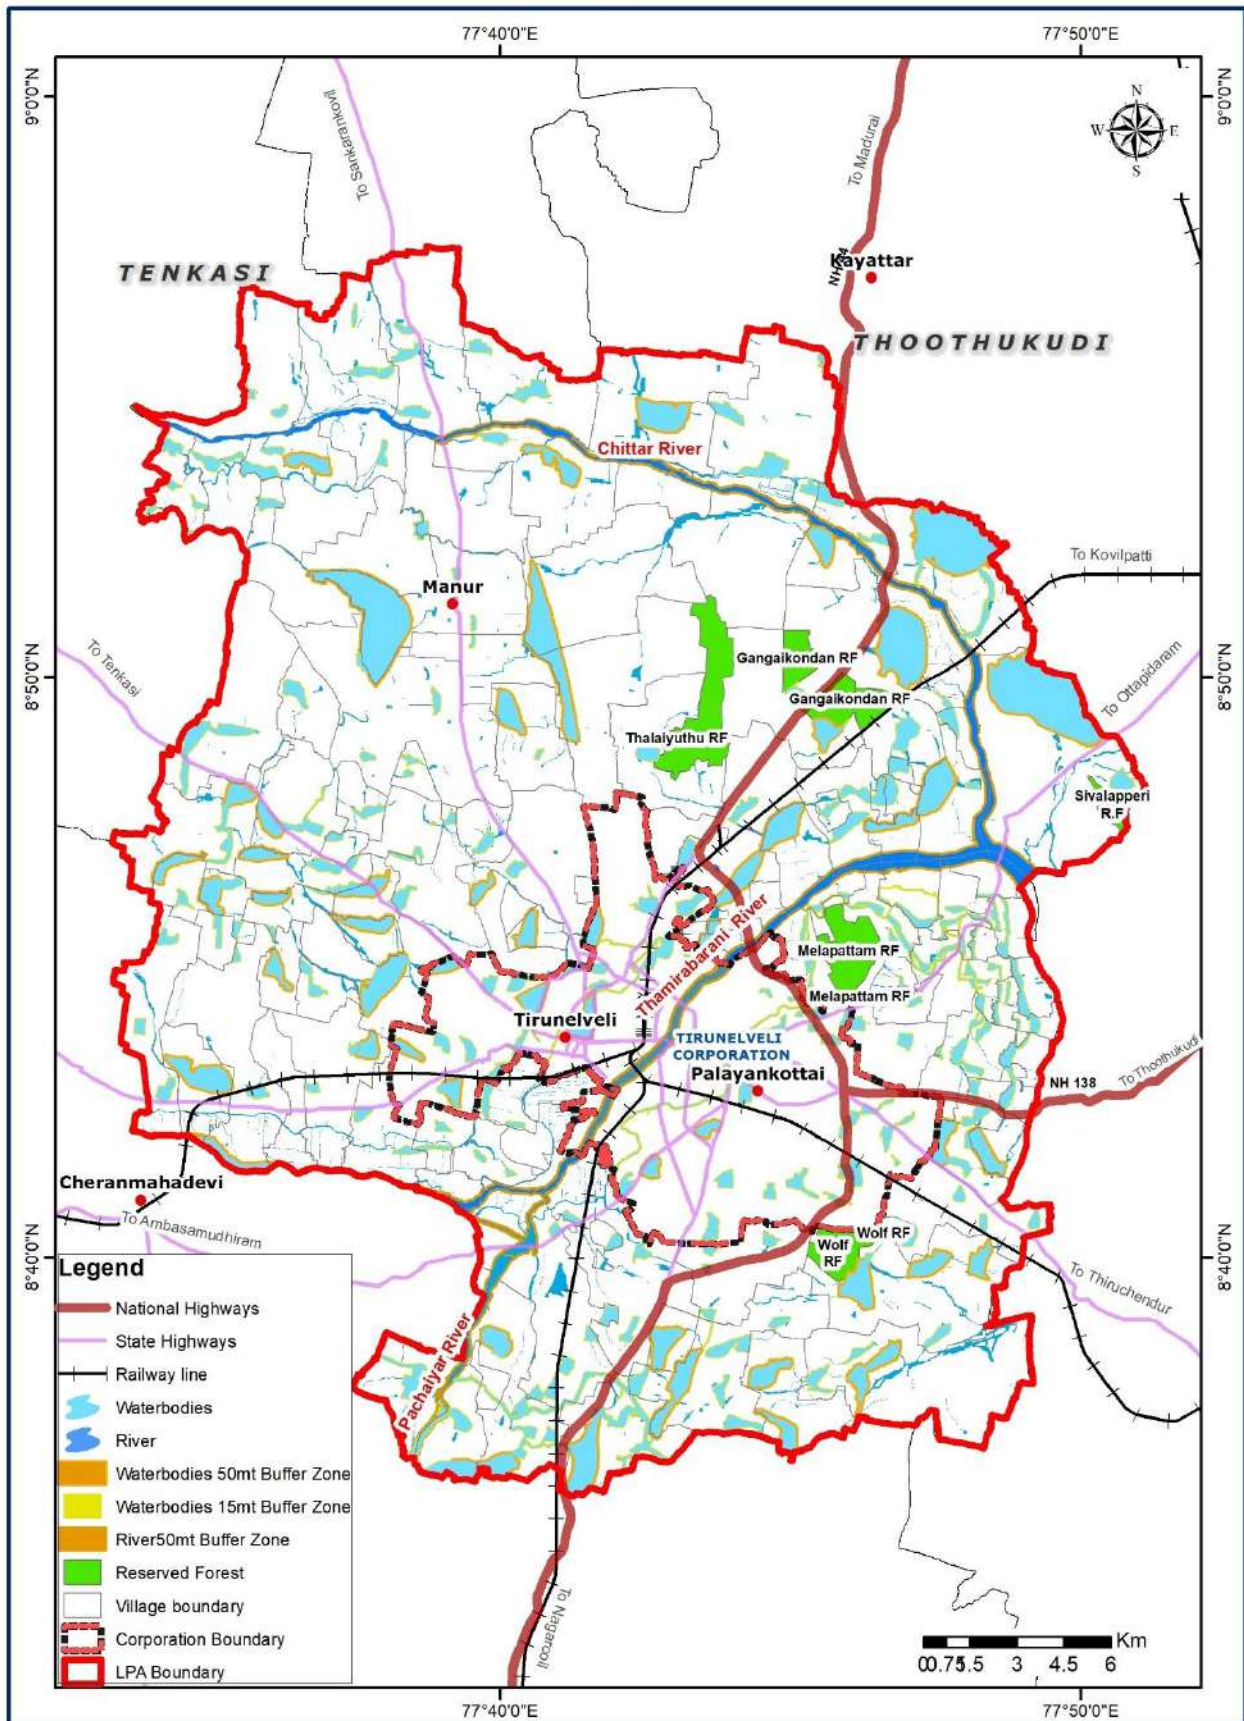 77°40'0"E
77°50'0"E
9°0'0"N
9°0'0"N
N
W
E
S
To Sankarankovil
To Madurai
TENKASI
Kayattar
THOOTHUKUDI
Chittar River
To Kovilpatti
Manur
To Tenkasi
8°50'0"N
8°50'0"N
Gangaikondan RF
Gangaikondan RF
To Ottapidaram
Thalaiyuthu RF
Sivalapperi
R.F
Thamirabarani River
Melapattam RF
Melapattam RF
Tirunelveli
TIRUNELVELI
CORPORATION
Palayankottai
NH 138
To Thoothukudi
Cheranmahadevi
To Ambasamudhiram
Wolf RF
Wolf
RF
8°40'0"N
8°40'0"N
To Thiruchendur
Pachaiyar River
To Nagarcoil
Legend
National Highways
State Highways
Railway line
Waterbodies
River
Waterbodies 50mt Buffer Zone
Waterbodies 15mt Buffer Zone
River50mt Buffer Zone
Reserved Forest
Village boundary
Corporation Boundary
LPA Boundary
Km
0 0.75 1.5 3 4.5 6
77°40'0"E
77°50'0"E